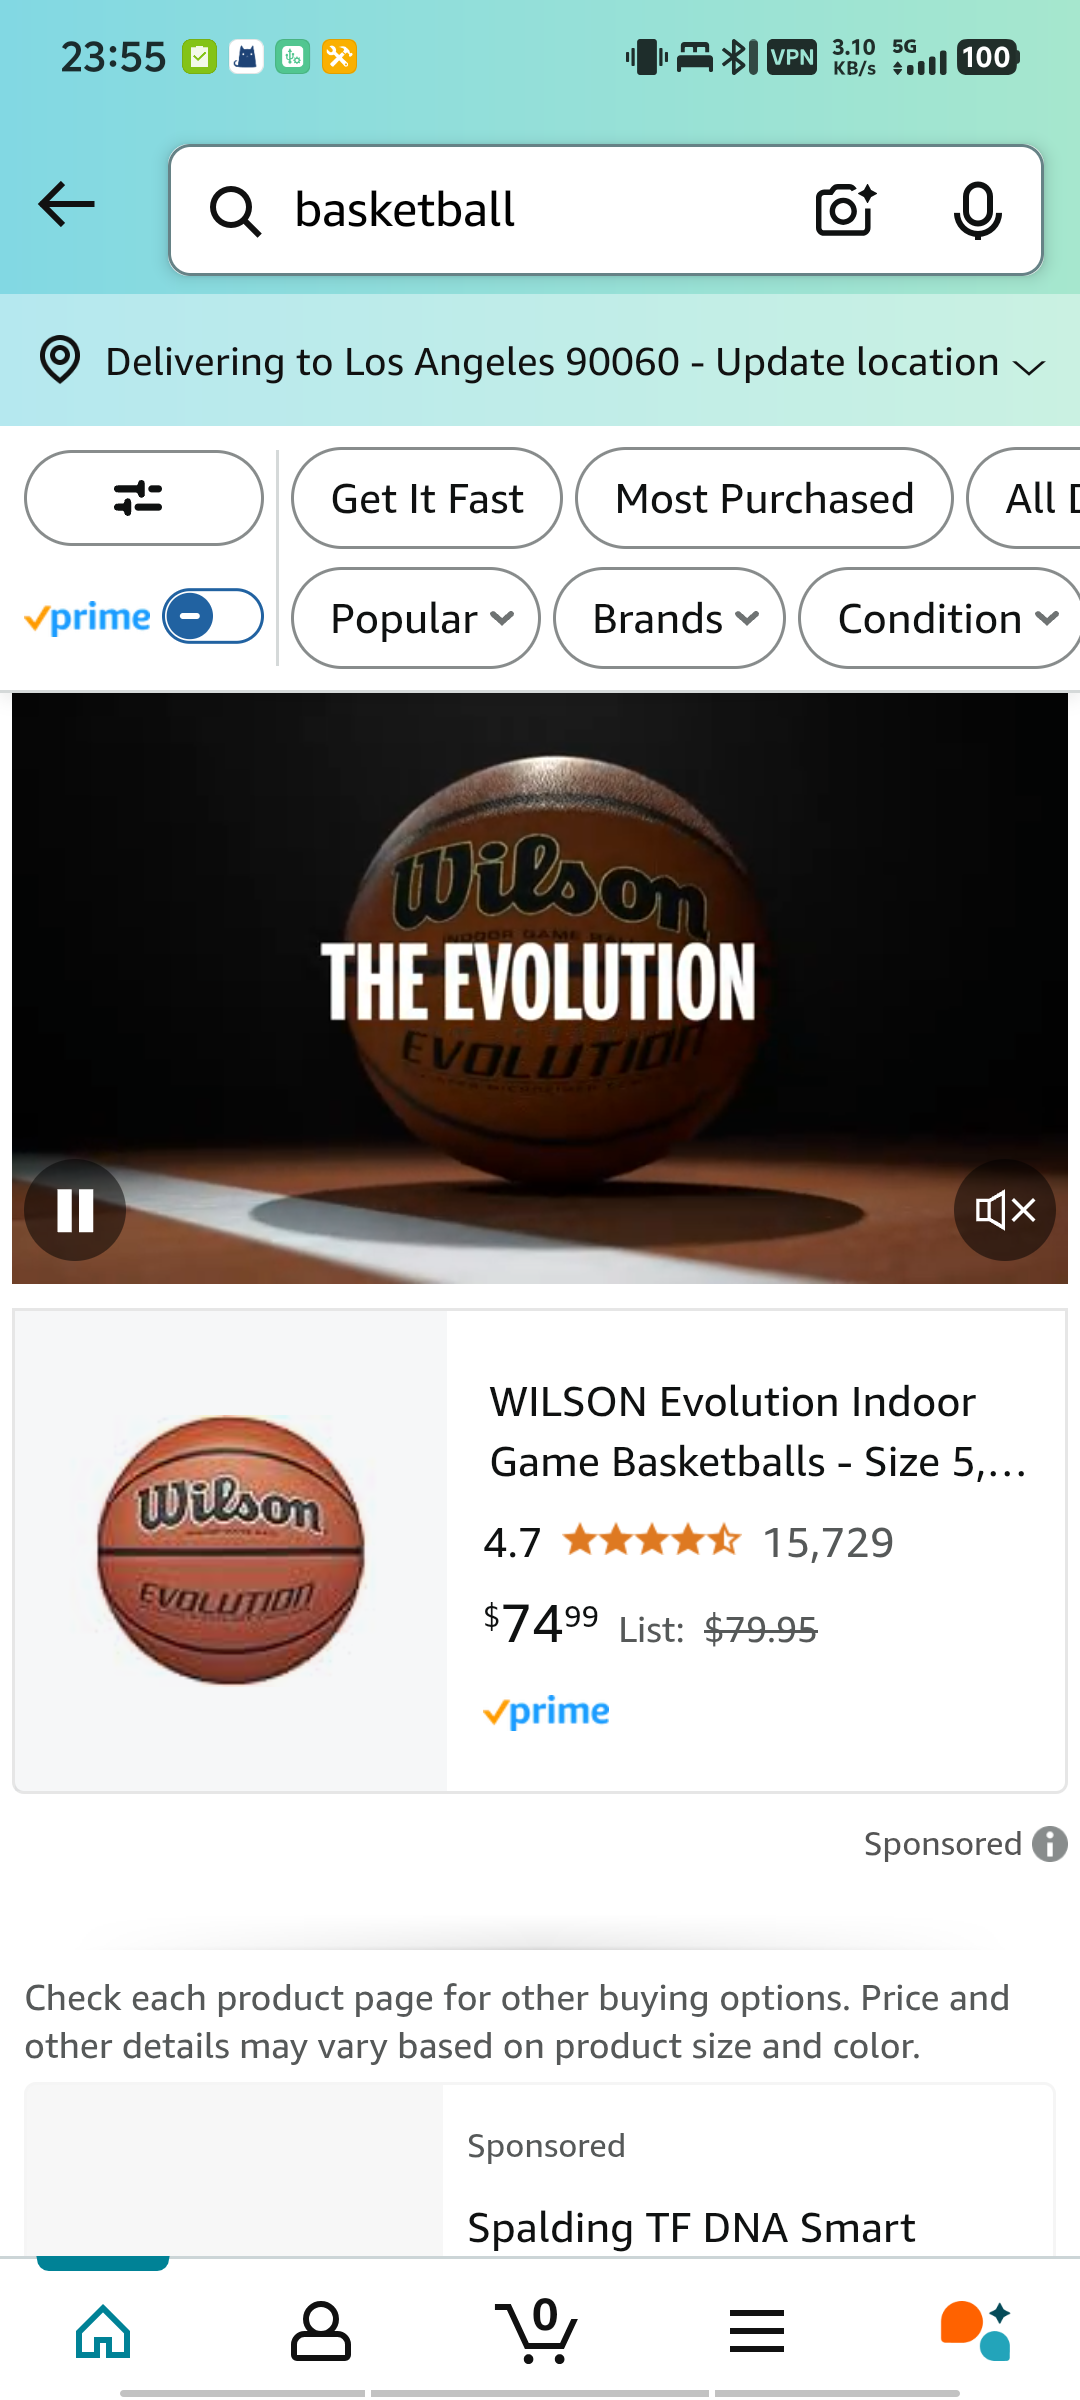 23:55
VPN
3.10
KB/s
5G
100
basketball
Delivering to Los Angeles 90060 - Update location
Get It Fast
Most Purchased
All D
prime
Popular
Brands
Condition
Wilson
INDOOR GAME BALL
THE EVOLUTION
EVOLUTION
Wilson
EVOLUTION
WILSON Evolution Indoor
Game Basketballs - Size 5,...
4.7
15,729
$74.99 List: $79.95
prime
Sponsored
Check each product page for other buying options. Price and
other details may vary based on product size and color.
Sponsored
Spalding TF DNA Smart
0